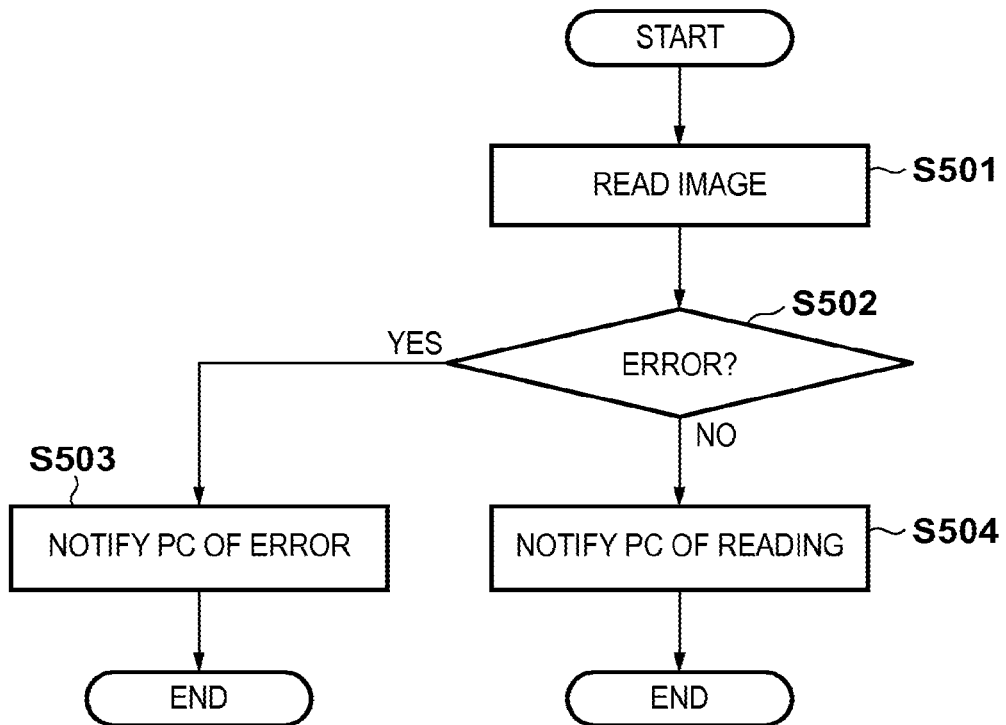 START
READ IMAGE
S501
S502
ERROR?
YES
NO
S503
NOTIFY PC OF ERROR
NOTIFY PC OF READING
S504
END
END